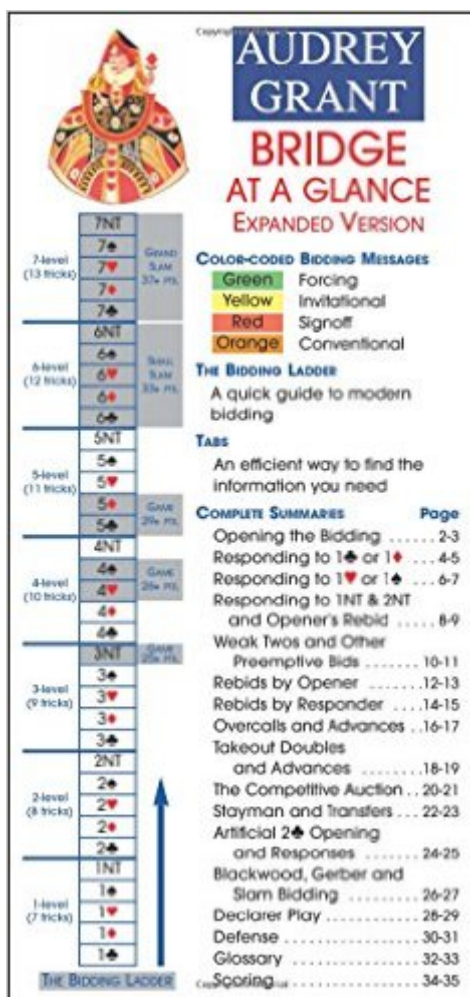 AUDREY
GRANT
BRIDGE
AT A GLANCE
EXPANDED VERSION
7NT
7♠
7♥
7♦
7♣
7-level
(13 tricks)
GRAND
SLAM
37+ PTS.
6NT
6♠
6♥
6♦
6♣
6-level
(12 tricks)
SMALL
SLAM
33+ PTS.
5NT
5♠
5♥
5♦
5♣
5-level
(11 tricks)
GAME
4NT
4♠
4♥
4♦
4♣
4-level
(10 tricks)
GAME
3NT
3♠
3♥
3♦
3♣
3-level
(9 tricks)
GAME
2NT
2♠
2♥
2♦
2♣
2-level
(8 tricks)
1NT
1♠
1♥
1♦
1♣
1-level
(7 tricks)
THE BIDDING LADDER
COLOR-CODED BIDDING MESSAGES
Green Forcing
Yellow Invitational
Red Signoff
Orange Conventional
THE BIDDING LADDER
A quick guide to modern
bidding
TABS
An efficient way to find the
information you need
COMPLETE SUMMARIES Page
Opening the Bidding ...... 2-3
Responding to 1♣ or 1♦ .... 4-5
Responding to 1♥ or 1♠ .... 6-7
Responding to 1NT & 2NT
and Opener's Rebid ..... 8-9
Weak Twos and Other
Preemptive Bids ....... 10-11
Rebids by Opener ....... 12-13
Rebids by Responder .... 14-15
Overcalls and Advances .. 16-17
Takeout Doubles
and Advances ........ 18-19
The Competitive Auction .. 20-21
Stayman and Transfers ... 22-23
Artificial 2♣ Opening
and Responses ....... 24-25
Blackwood, Gerber and
Slam Bidding ......... 26-27
Declarer Play ............ 28-29
Defense ................. 30-31
Glossary ................ 32-33
Scoring ................. 34-35